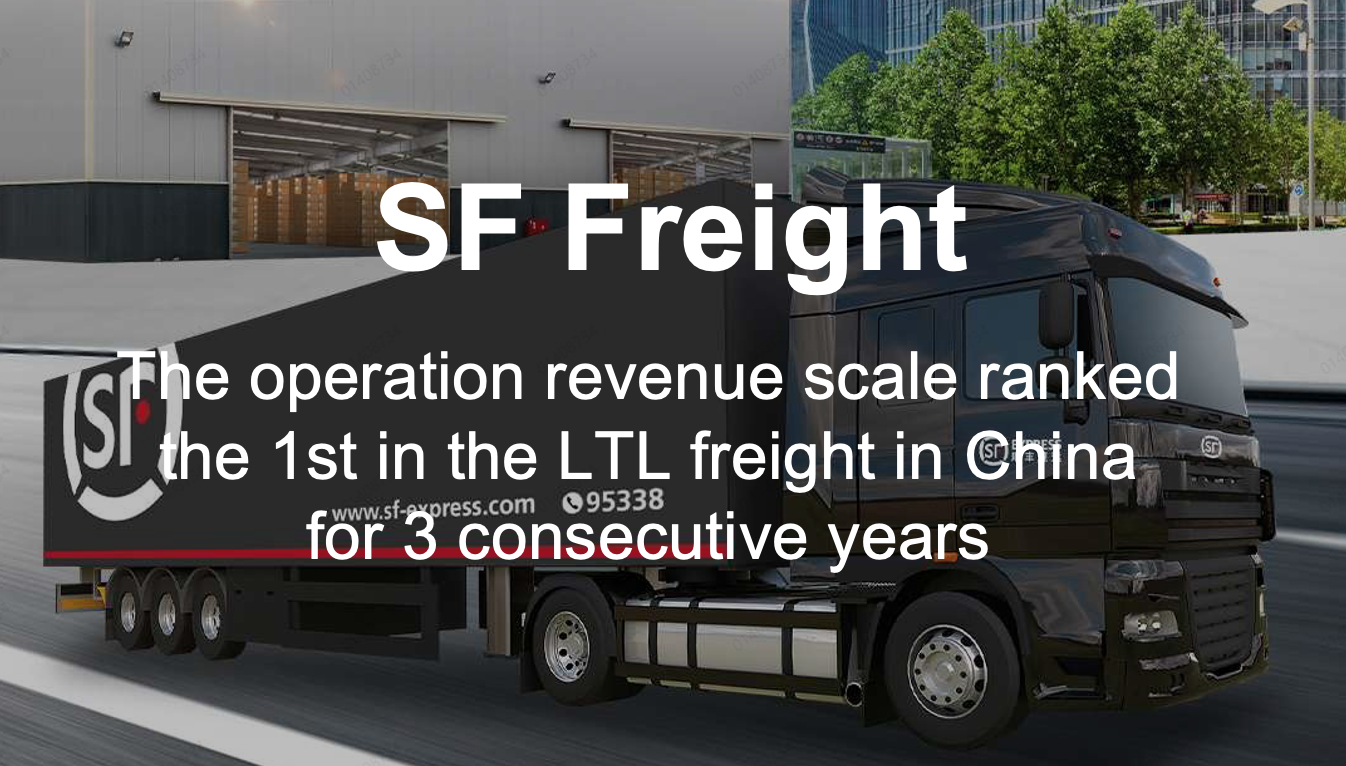 SF Freight
The operation revenue scale ranked
the 1st in the LTL freight in China
for 3 consecutive years
SF
www.sf-express.com 95338
SF EXPRESS
SF